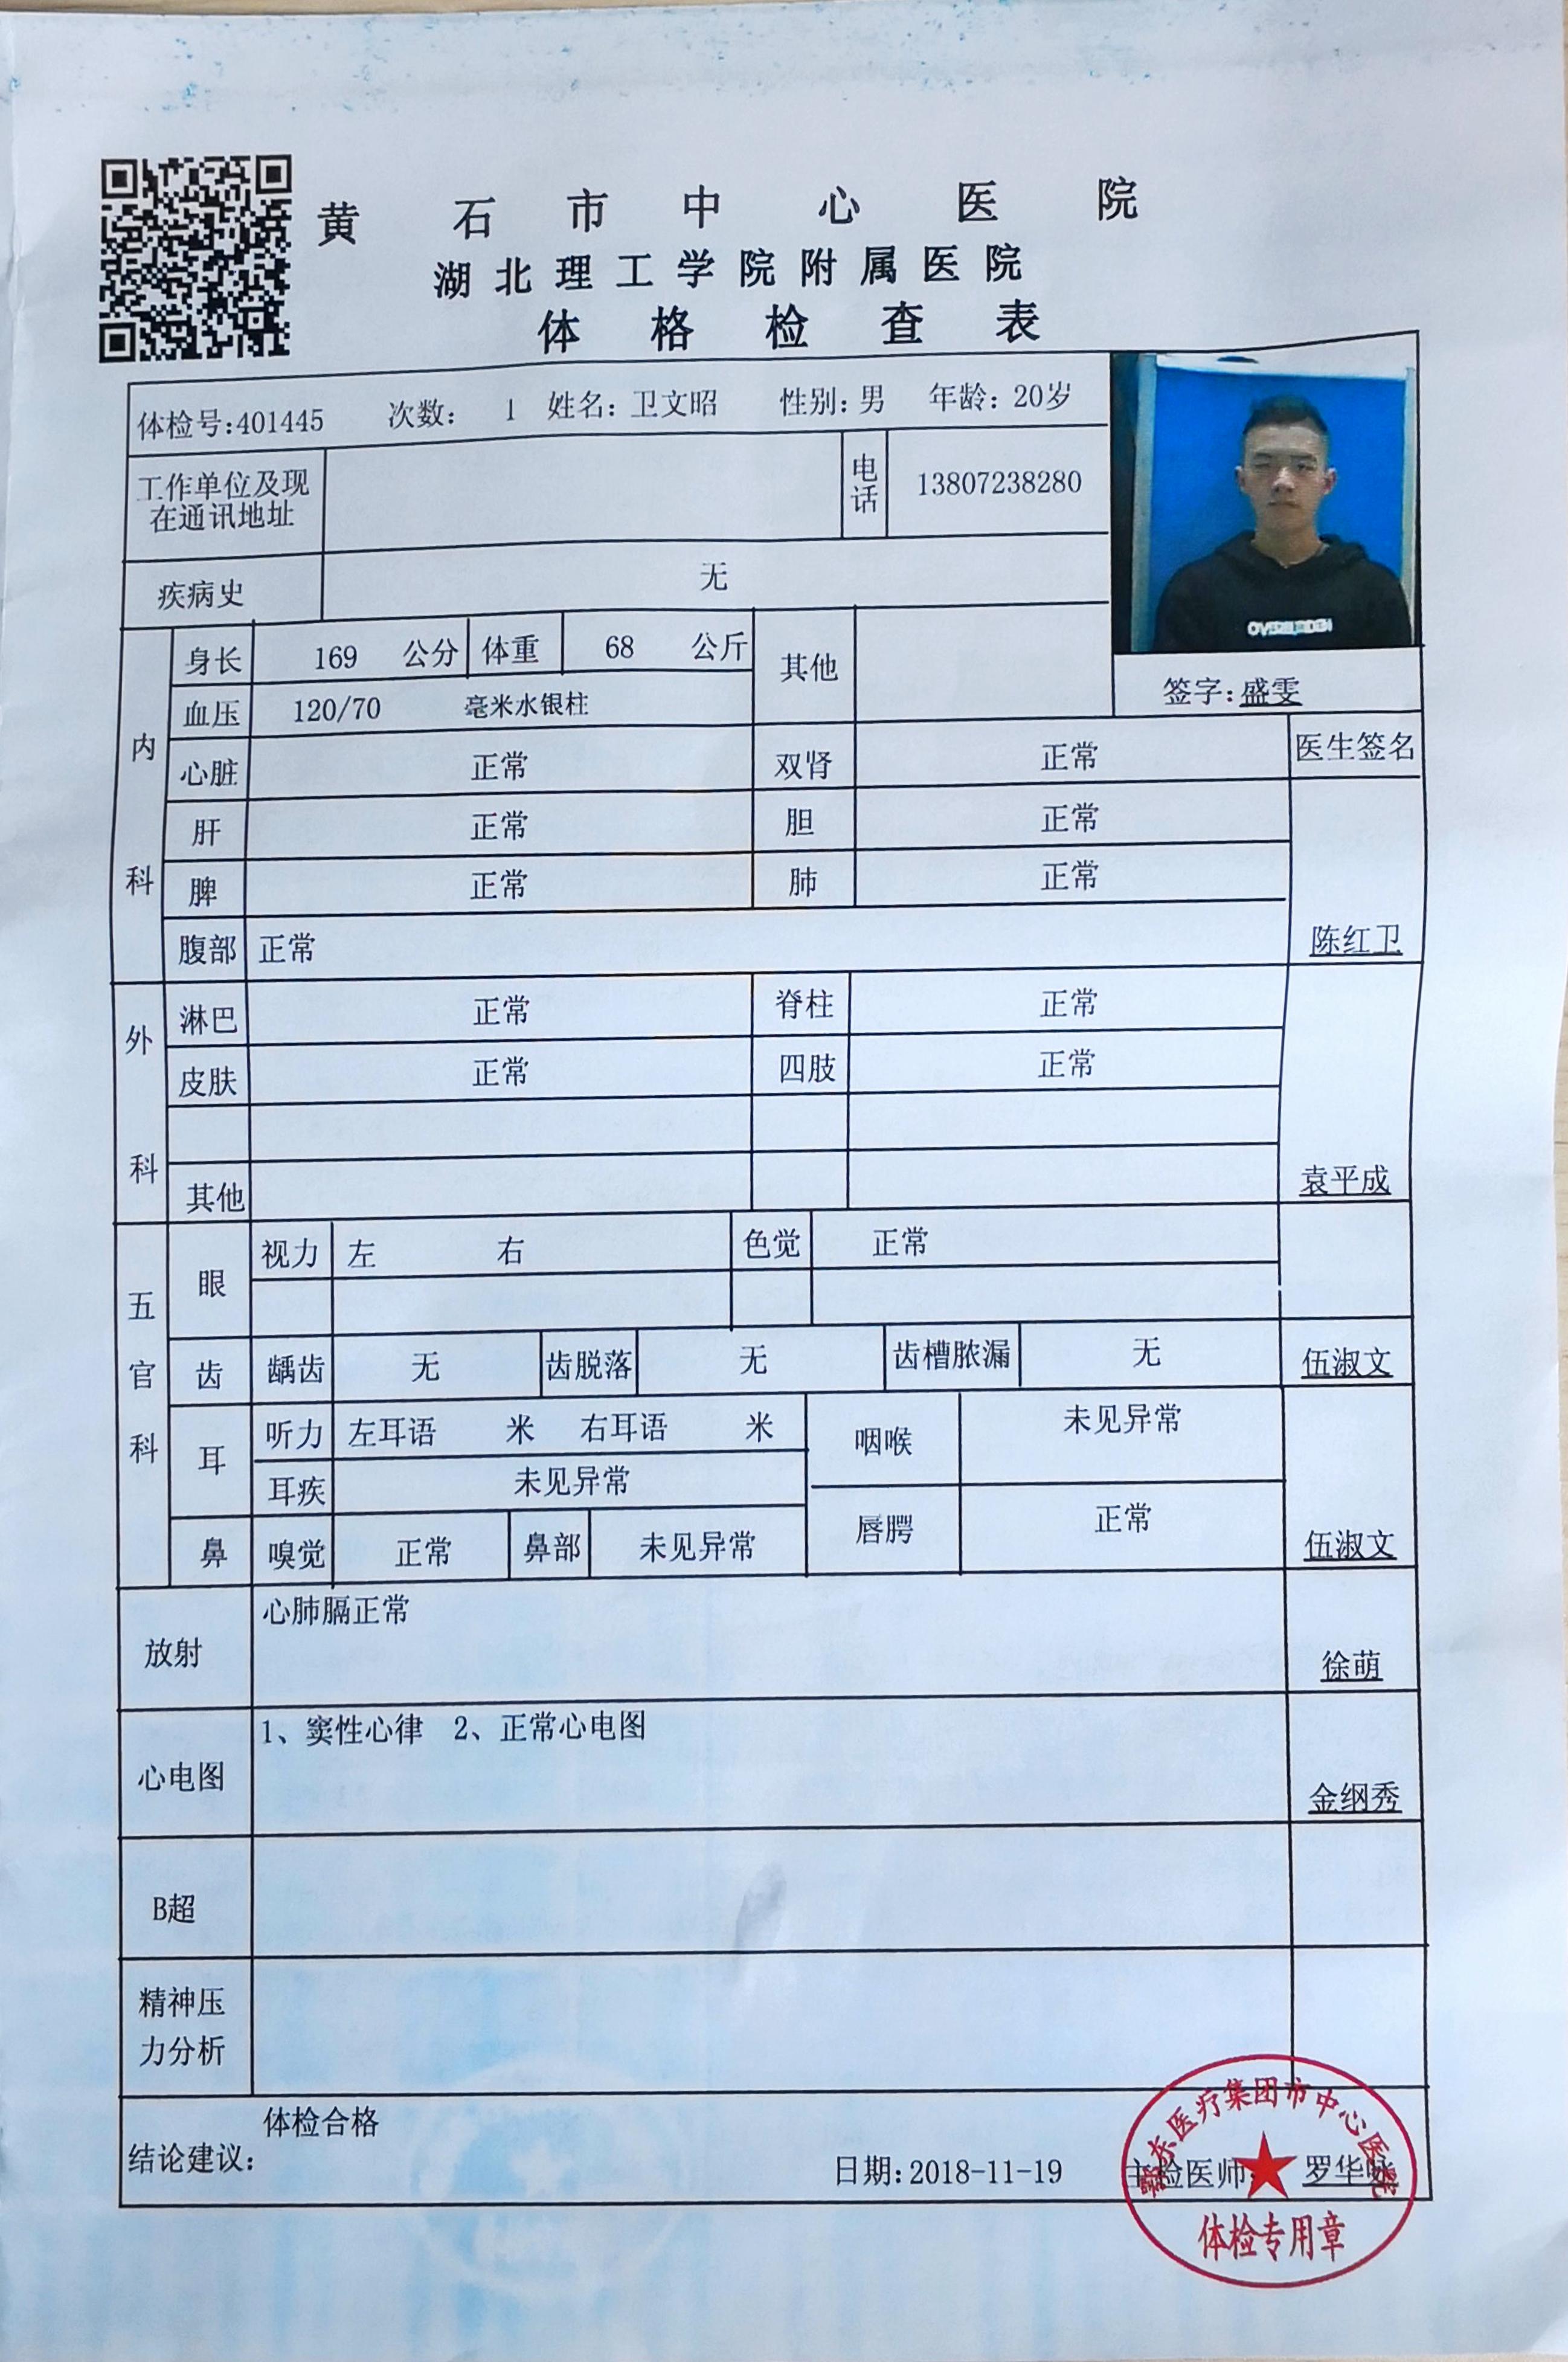 黄石市中心医院
湖北理工学院附属医院
体格检查表
体检号:401445 次数: 1 姓名: 卫文昭 性别: 男 年龄: 20岁
工作单位及现在通讯地址 电话 13807238280
疾病史 无
OVERIDDEN
签字: 盛雯
内科 身长 169 公分 体重 68 公斤 其他
血压 120/70 毫米水银柱
医生签名
心脏 正常 双肾 正常
肝 正常 胆 正常
脾 正常 肺 正常
腹部 正常 陈红卫
外科 淋巴 正常 脊柱 正常
皮肤 正常 四肢 正常
其他 袁平成
五官科 眼 视力 左 右 色觉 正常
齿 龋齿 无 齿脱落 无 齿槽脓漏 无 伍淑文
耳 听力 左耳语 米 右耳语 米 咽喉 未见异常
耳疾 未见异常
鼻 嗅觉 正常 鼻部 未见异常 唇腭 正常 伍淑文
放射 心肺膈正常 徐萌
心电图 1、窦性心律 2、正常心电图 金纲秀
B超
精神压力分析
结论建议: 体检合格
日期:2018-11-19 主检医师: 罗华
鄂东医疗集团市中心医院
体检专用章